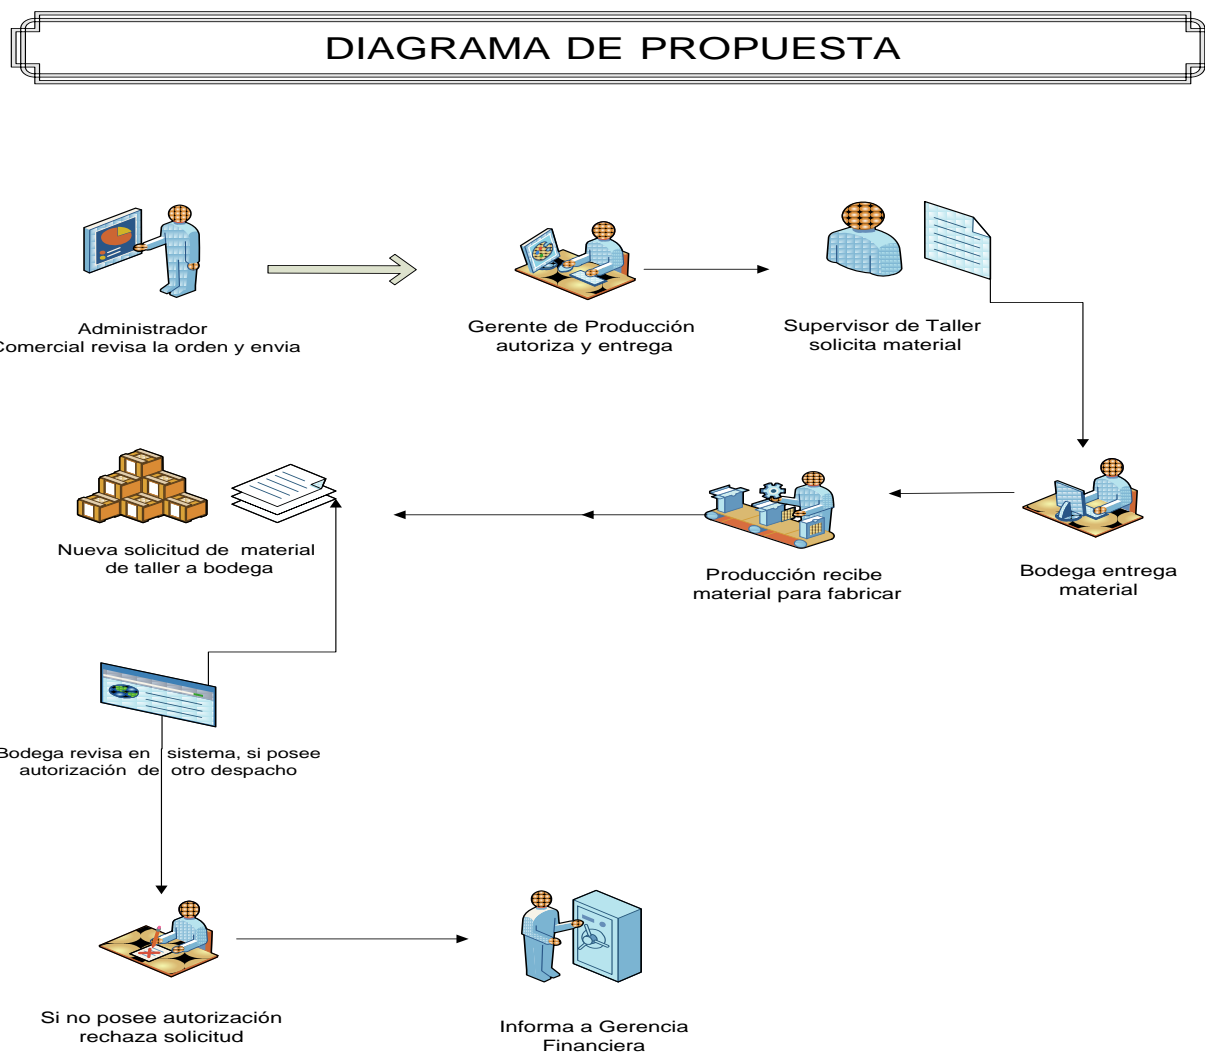 DIAGRAMA DE PROPUESTA
Administrador
Comercial revisa la orden y envia
Gerente de Producción
autoriza y entrega
Supervisor de Taller
solicita material
Nueva solicitud de material
de taller a bodega
Producción recibe
material para fabricar
Bodega entrega
material
Bodega revisa en sistema, si posee
autorización de otro despacho
Si no posee autorización
rechaza solicitud
Informa a Gerencia
Financiera